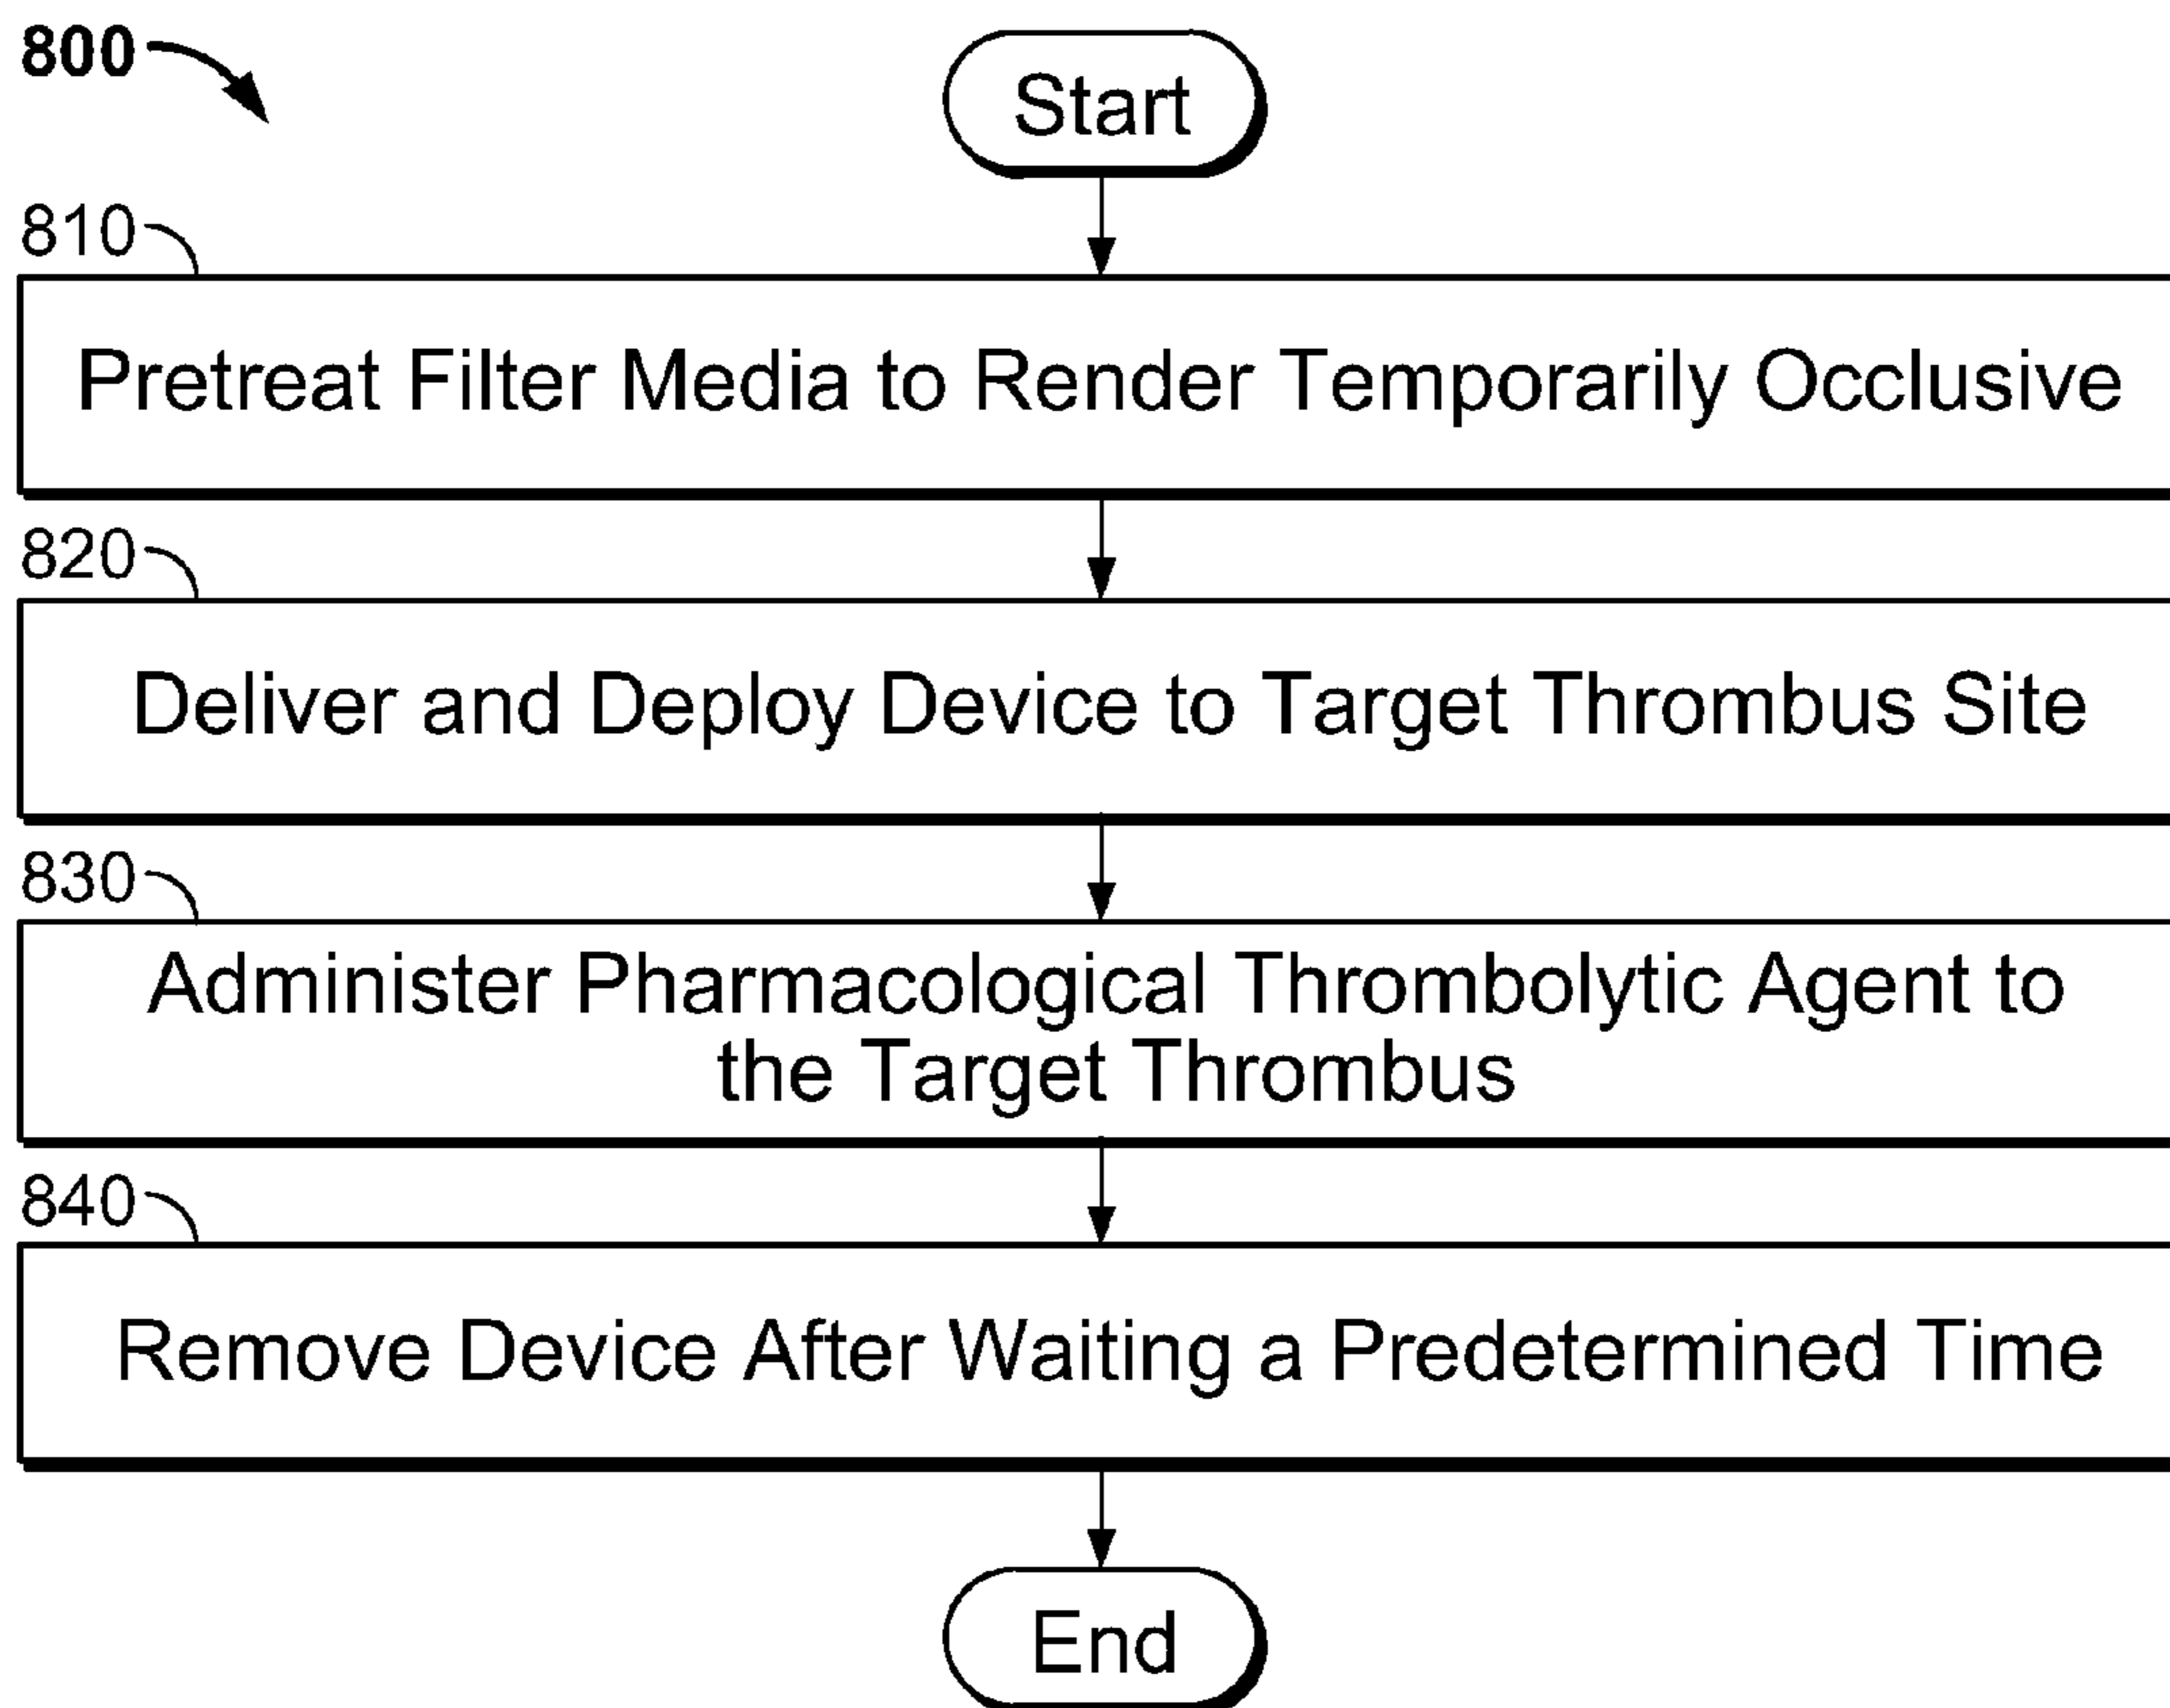 800
Start
810
Pretreat Filter Media to Render Temporarily Occlusive
820
Deliver and Deploy Device to Target Thrombus Site
830
Administer Pharmacological Thrombolytic Agent to
the Target Thrombus
840
Remove Device After Waiting a Predetermined Time
End